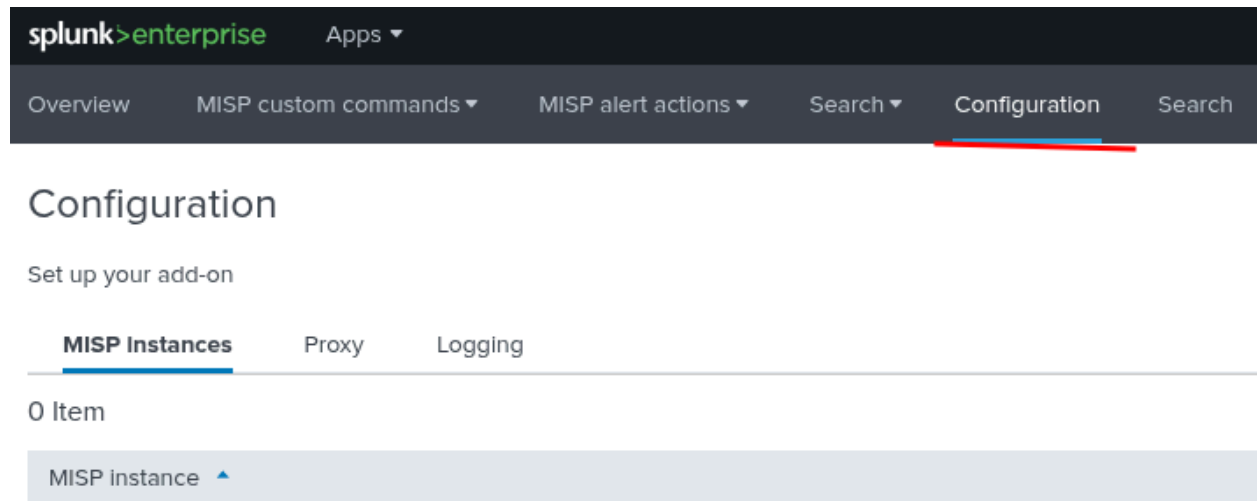 splunk>enterprise Apps
Overview MISP custom commands MISP alert actions Search Configuration Search
Configuration
Set up your add-on
MISP Instances Proxy Logging
0 Item
MISP instance